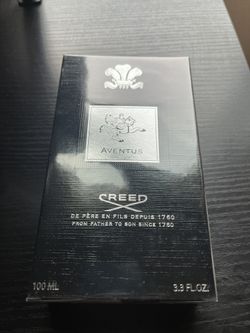 AVENTUS
CREED
DE PÈRE EN FILS DEPUIS 1760
FROM FATHER TO SON SINCE 1760
100 ML 3.3 FL.OZ.